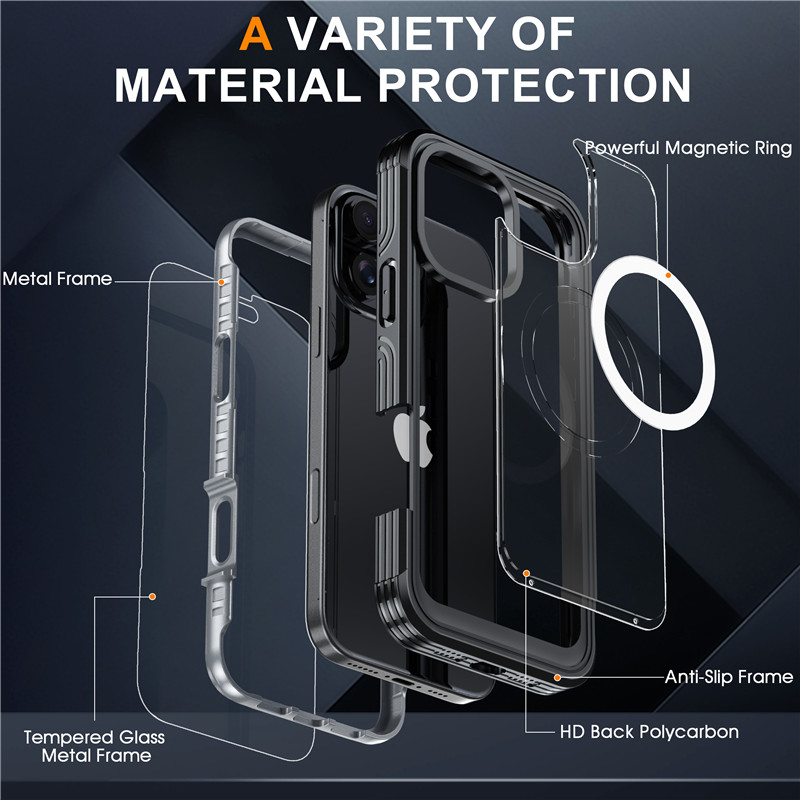 A VARIETY OF
MATERIAL PROTECTION
Powerful Magnetic Ring
Metal Frame
Anti-Slip Frame
HD Back Polycarbon
Tempered Glass
Metal Frame